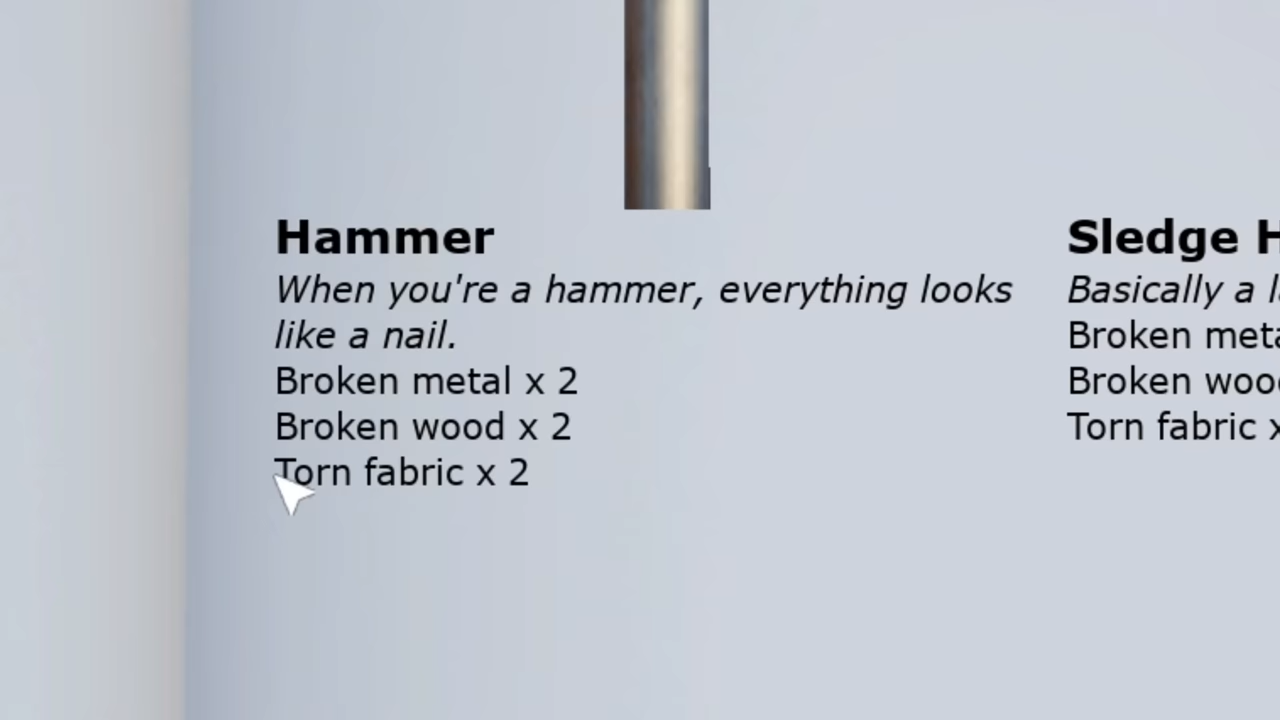 Hammer
When you're a hammer, everything looks
like a nail.
Broken metal x 2
Broken wood x 2
Torn fabric x 2
Sledge
Basically a
Broken
Broken
Torn fabric x